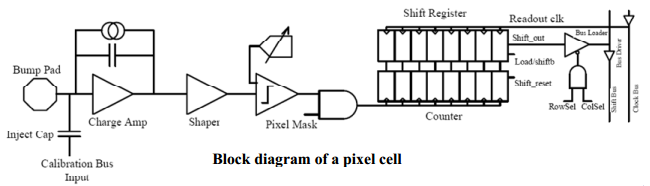 Shift Register
Readout clk
Shift_out
Bus Loader
Bus Driver
Bump Pad
Load/shiftb
Shift_reset
Charge Amp
Shaper
Pixel Mask
Counter
RowSel
ColSel
Shift Bus
Clock Bus
Inject Cap
Calibration Bus
Input
Block diagram of a pixel cell